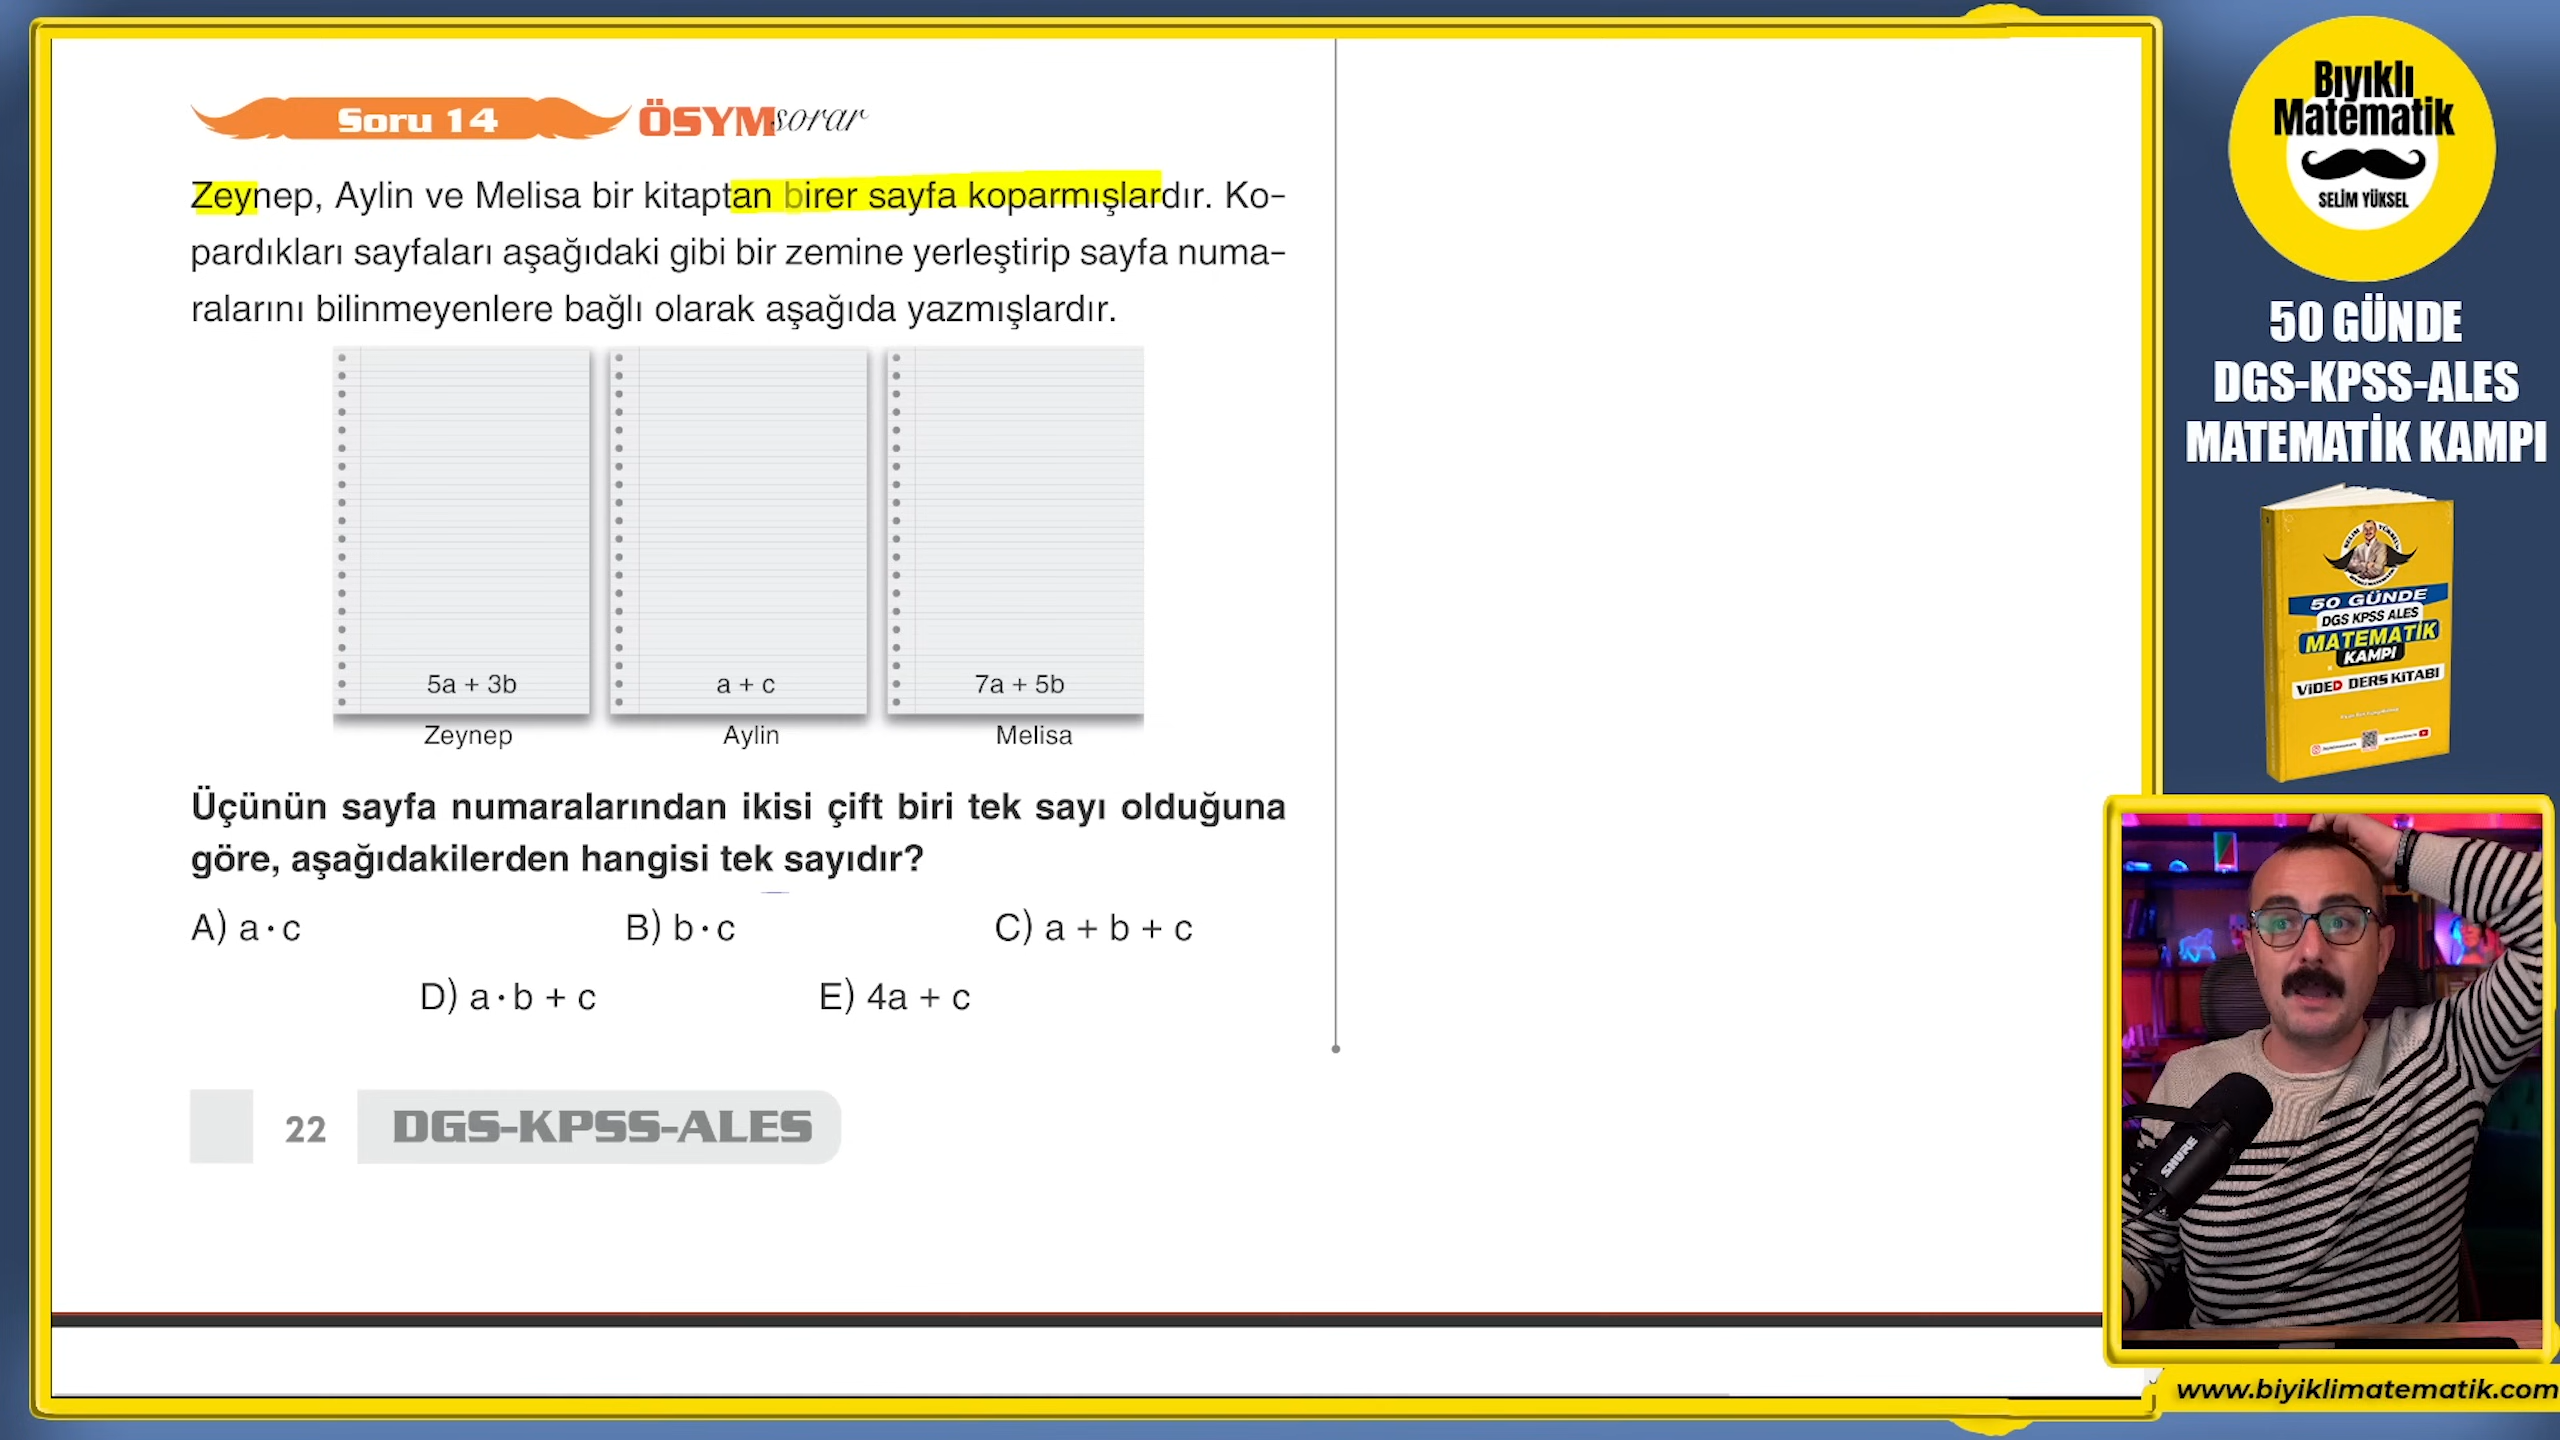 Soru 14 ÖSYM sorar
Zeynep, Aylin ve Melisa bir kitaptan birer sayfa koparmışlardır. Ko-
pardıkları sayfaları aşağıdaki gibi bir zemine yerleştirip sayfa numa-
ralarını bilinmeyenlere bağlı olarak aşağıda yazmışlardır.
5a + 3b a + c 7a + 5b
Zeynep Aylin Melisa
Üçünün sayfa numaralarından ikisi çift biri tek sayı olduğuna
göre, aşağıdakilerden hangisi tek sayıdır?
A) a · c B) b · c C) a + b + c
D) a · b + c E) 4a + c
22 DGS-KPSS-ALES
Bıyıklı
Matematik
SELİM YÜKSEL
50 GÜNDE
DGS-KPSS-ALES
MATEMATİK KAMPI
50 GÜNDE
DGS KPSS ALES
MATEMATİK
KAMPI
VİDEO DERS KİTABI
SHURE
www.biyiklimatematik.com